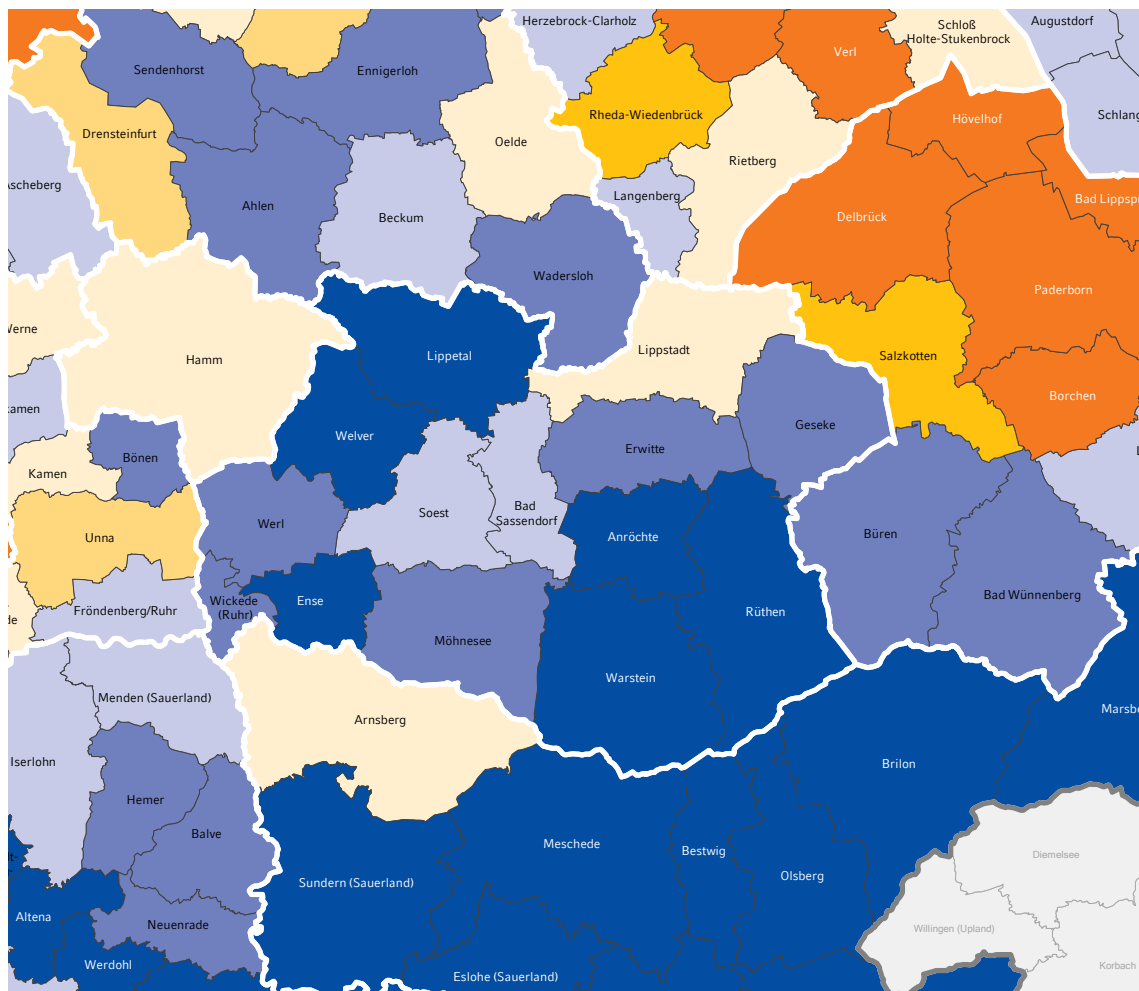 Herzebrock-Clarholz
Augustdorf
Schloß
Holte-Stukenbrock
Verl
Sendenhorst
Ennigerloh
Rheda-Wiedenbrück
Schlang
Hövelhof
Drensteinfurt
Oelde
Rietberg
Ascheberg
Langenberg
Bad Lippspr
Ahlen
Beckum
Delbrück
Wadersloh
Paderborn
Werne
Lippstadt
Salzkotten
Lippetal
Hamm
Borchen
kamen
Geseke
Welver
Erwitte
Bönen
Kamen
Bad
Sassendorf
Soest
Werl
Büren
Unna
Anröchte
Bad Wünnenberg
Wickede
(Ruhr)
Ense
Fröndenberg/Ruhr
Rüthen
de
Möhnesee
Warstein
Menden (Sauerland)
Marsbe
Arnsberg
Iserlohn
Brilon
Hemer
Balve
Meschede
Bestwig
Diemelsee
Olsberg
Sundern (Sauerland)
Altena
Neuenrade
Willingen (Upland)
Werdohl
Korbach
Eslohe (Sauerland)